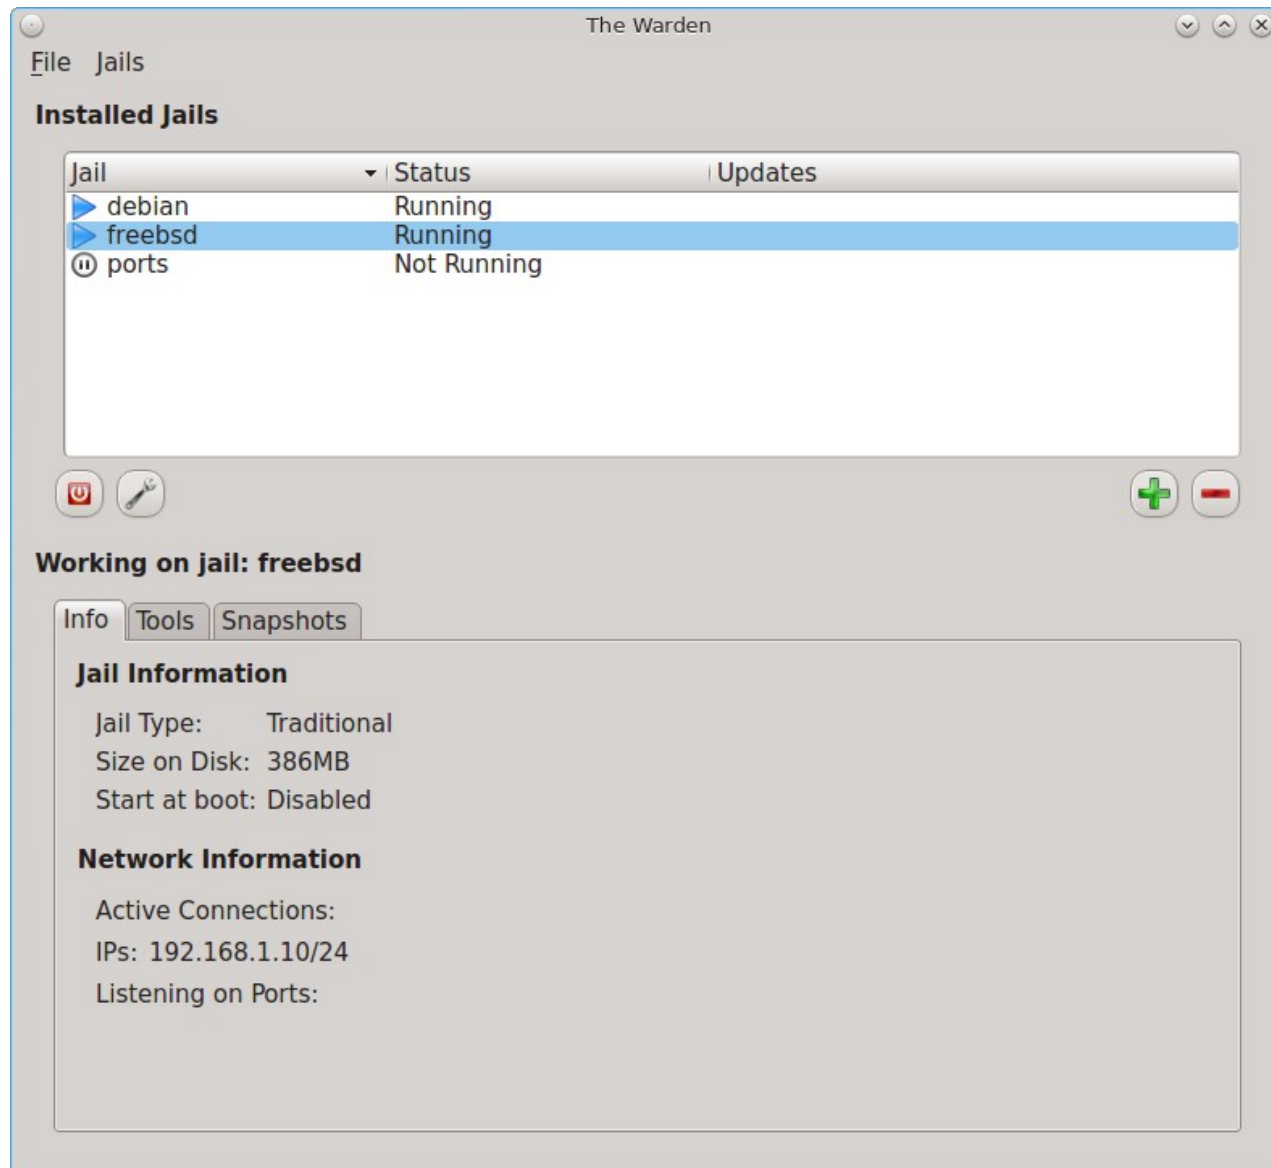 The Warden
File Jails
Installed Jails
Jail Status Updates
debian Running
freebsd Running
ports Not Running
Working on jail: freebsd
Info Tools Snapshots
Jail Information
Jail Type: Traditional
Size on Disk: 386MB
Start at boot: Disabled
Network Information
Active Connections:
IPs: 192.168.1.10/24
Listening on Ports: